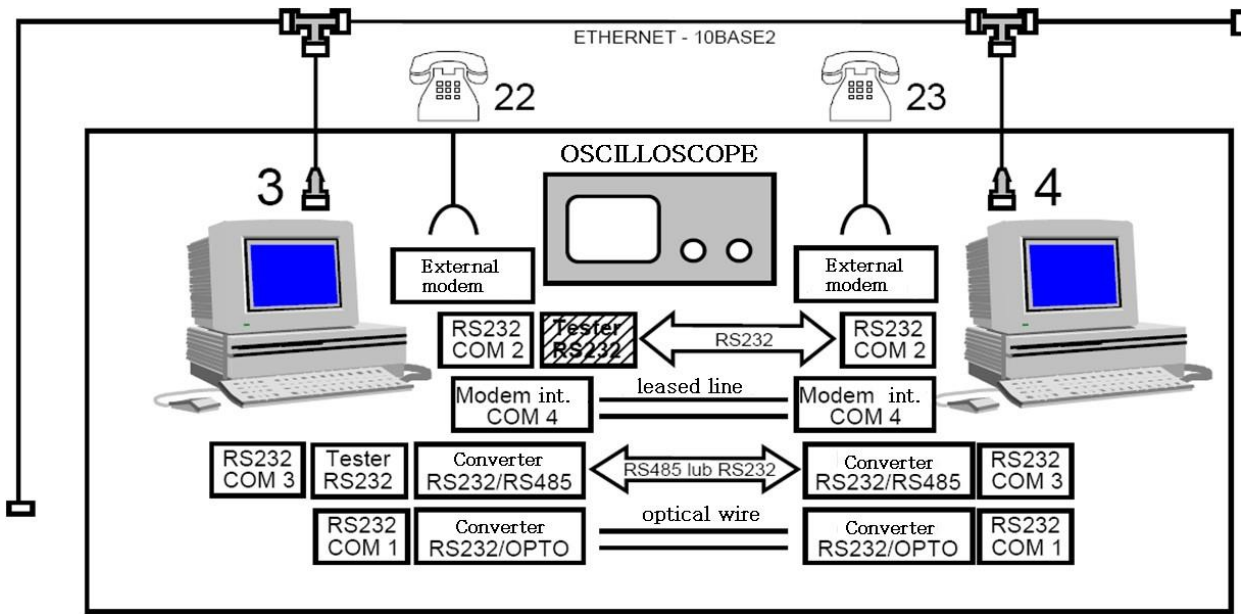 ETHERNET - 10BASE2
22
23
OSCILLOSCOPE
3
4
External
modem
External
modem
RS232
COM 2
Tester
RS232
RS232
RS232
COM 2
Modem int.
COM 4
leased line
Modem int.
COM 4
RS232
COM 3
Tester
RS232
Converter
RS232/RS485
RS485 lub RS232
Converter
RS232/RS485
RS232
COM 3
RS232
COM 1
Converter
RS232/OPTO
optical wire
Converter
RS232/OPTO
RS232
COM 1